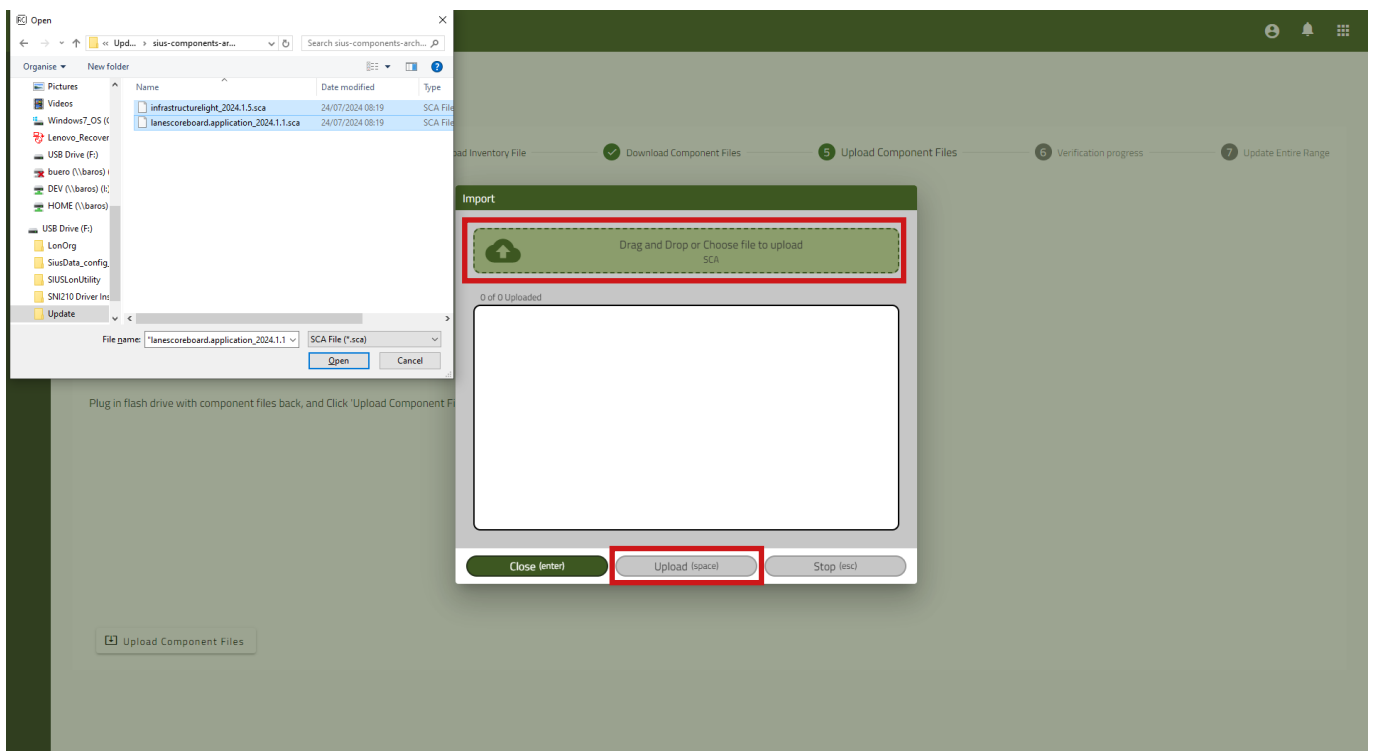 Open
« Upd... › sius-components-ar...
Search sius-components-arch...
Organise
New folder
Name
Date modified
Type
Pictures
Videos
Windows7_OS (C
Lenovo_Recover
USB Drive (F:)
buero (\\baros) (
DEV (\\baros) (I:)
HOME (\\baros)
USB Drive (F:)
LonOrg
SiusData_config_
SIUSLonUtility
SNI210 Driver Ins
Update
infrastructurelight_2024.1.5.sca 24/07/2024 08:19 SCA File
lanescoreboard.application_2024.1.1.sca 24/07/2024 08:19 SCA File
File name: "lanescoreboard.application_2024.1.1
SCA File (*.sca)
Open
Cancel
oad Inventory File
Download Component Files
5 Upload Component Files
6 Verification progress
7 Update Entire Range
Import
Drag and Drop or Choose file to upload
SCA
0 of 0 Uploaded
Close (enter)
Upload (space)
Stop (esc)
Plug in flash drive with component files back, and Click 'Upload Component Fi
Upload Component Files